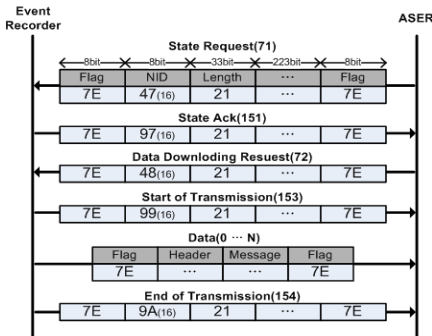 Event
Recorder
ASER
State Request(71)
8bit 8bit 33bit 223bit 8bit
Flag NID Length ... Flag
7E 47(16) 21 ... 7E
State Ack(151)
7E 97(16) 21 ... 7E
Data Downloding Resuest(72)
7E 48(16) 21 ... 7E
Start of Transmission(153)
7E 99(16) 21 ... 7E
Data(0 ... N)
Flag Header Message Flag
7E ... ... 7E
End of Transmission(154)
7E 9A(16) 21 ... 7E